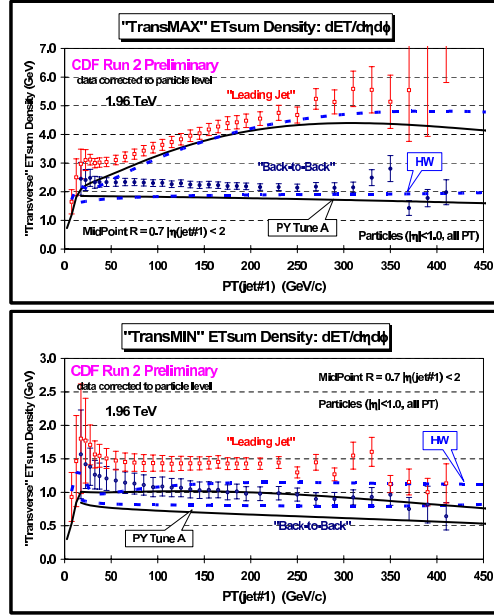 "TransMAX" ETsum Density: dET/dηdϕ
"Transverse" ETsum Density (GeV)
7.0
6.0
5.0
4.0
3.0
2.0
1.0
0.0
CDF Run 2 Preliminary
data corrected to particle level
1.96 TeV
"Leading Jet"
"Back-to-Back"
HW
PY Tune A
MidPoint R = 0.7 |η(jet#1) < 2
Particles (|η|<1.0, all PT)
0 50 100 150 200 250 300 350 400 450
PT(jet#1) (GeV/c)
"TransMIN" ETsum Density: dET/dηdϕ
"Transverse" ETsum Density (GeV)
3.0
2.5
2.0
1.5
1.0
0.5
0.0
CDF Run 2 Preliminary
data corrected to particle level
1.96 TeV
MidPoint R = 0.7 |η(jet#1) < 2
Particles (|η|<1.0, all PT)
"Leading Jet"
HW
PY Tune A
"Back-to-Back"
0 50 100 150 200 250 300 350 400 450
PT(jet#1) (GeV/c)